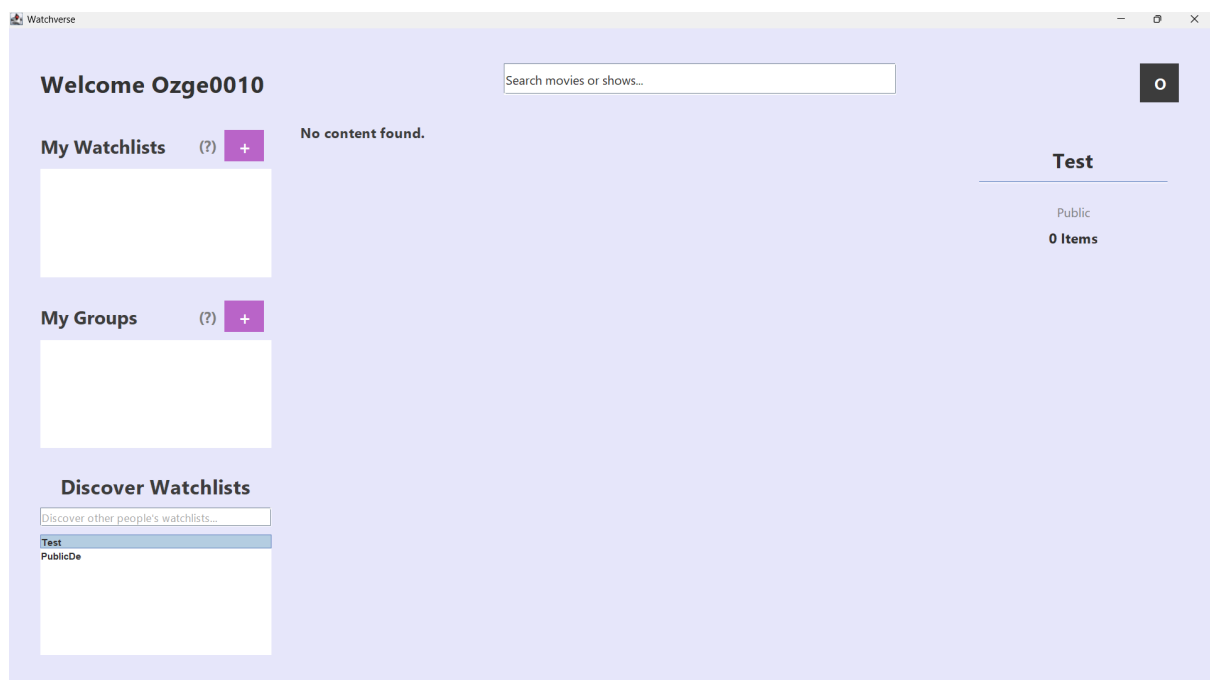 Watchverse
Welcome Ozge0010
Search movies or shows...
O
My Watchlists (?) +
No content found.
Test
Public
0 Items
My Groups (?) +
Discover Watchlists
Discover other people's watchlists...
Test
PublicDe